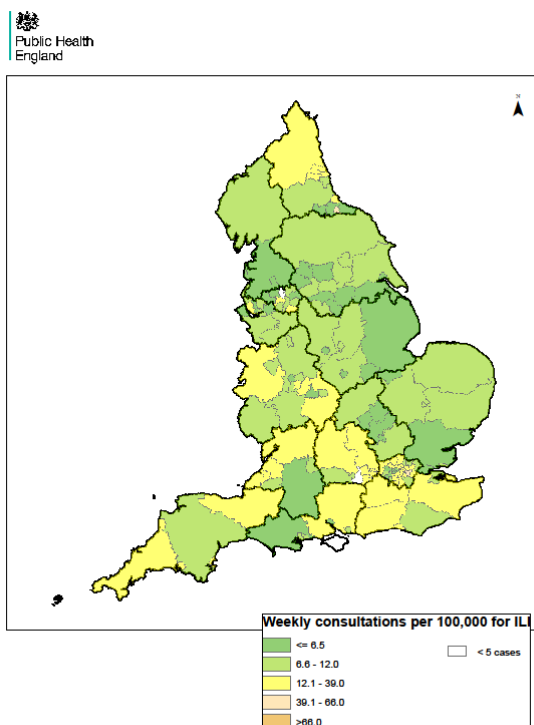 Public Health
England
N
Weekly consultations per 100,000 for ILI
<= 6.5
< 5 cases
6.6 - 12.0
12.1 - 39.0
39.1 - 66.0
>66.0